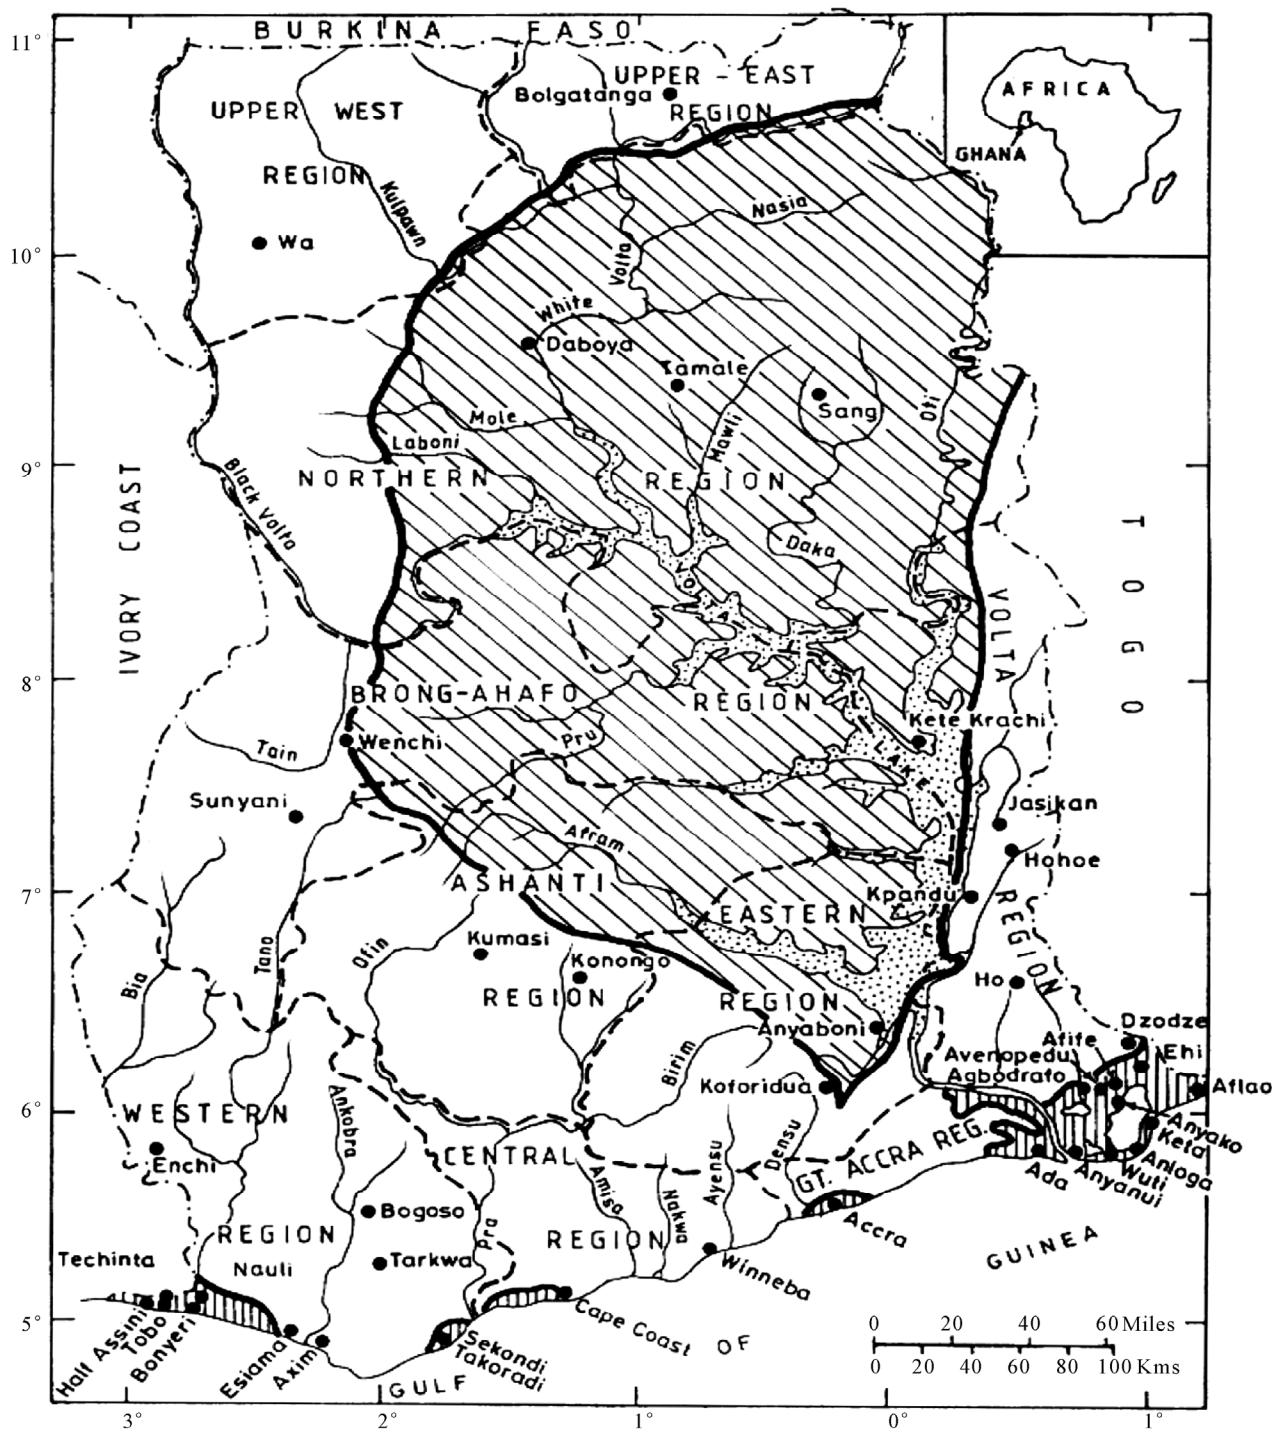 BURKINA FASO
11°
UPPER - EAST
REGION
Bolgatanga
AFRICA
GHANA
UPPER WEST
REGION
Kulpawn
Wa
10°
Nasia
Volta
White
Daboya
Tamale
Sang
Oti
Mole
Mawli
Laboni
9°
NORTHERN REGION
Black Volta
IVORY COAST
TOGO
Daka
VOLTA
VOLTA
8°
BRONG-AHAFO REGION
Kete Krachi
Wenchi
Pru
LAKE
Tain
Sunyani
Jasikan
Afram
Hohoe
7°
ASHANTI
EASTERN
Kpandu
REGION
Kumasi
Ofin
Tano
Bia
Konongo
REGION
REGION
Ho
Anyaboni
Dzodze
Afife
Ehi
Avenopedu
Agbodrafo
Aflao
Koforidua
Birim
6°
WESTERN
Ankobra
CENTRAL
Densu
Ayensu
GT. ACCRA REG.
Anyako
Keta
Anloga
Wuti
Anyanui
Ada
Enchi
Amisa
Nakwa
Bogoso
Pra
REGION
REGION
Accra
GUINEA
Techinta
Nauli
Tarkwa
Winneba
5°
Half Assini
Tobo
Bonyeri
Esiama
Axim
Sekondi
Takoradi
Cape Coast
GULF OF
0 20 40 60 Miles
0 20 40 60 80 100 Kms
3° 2° 1° 0° 1°